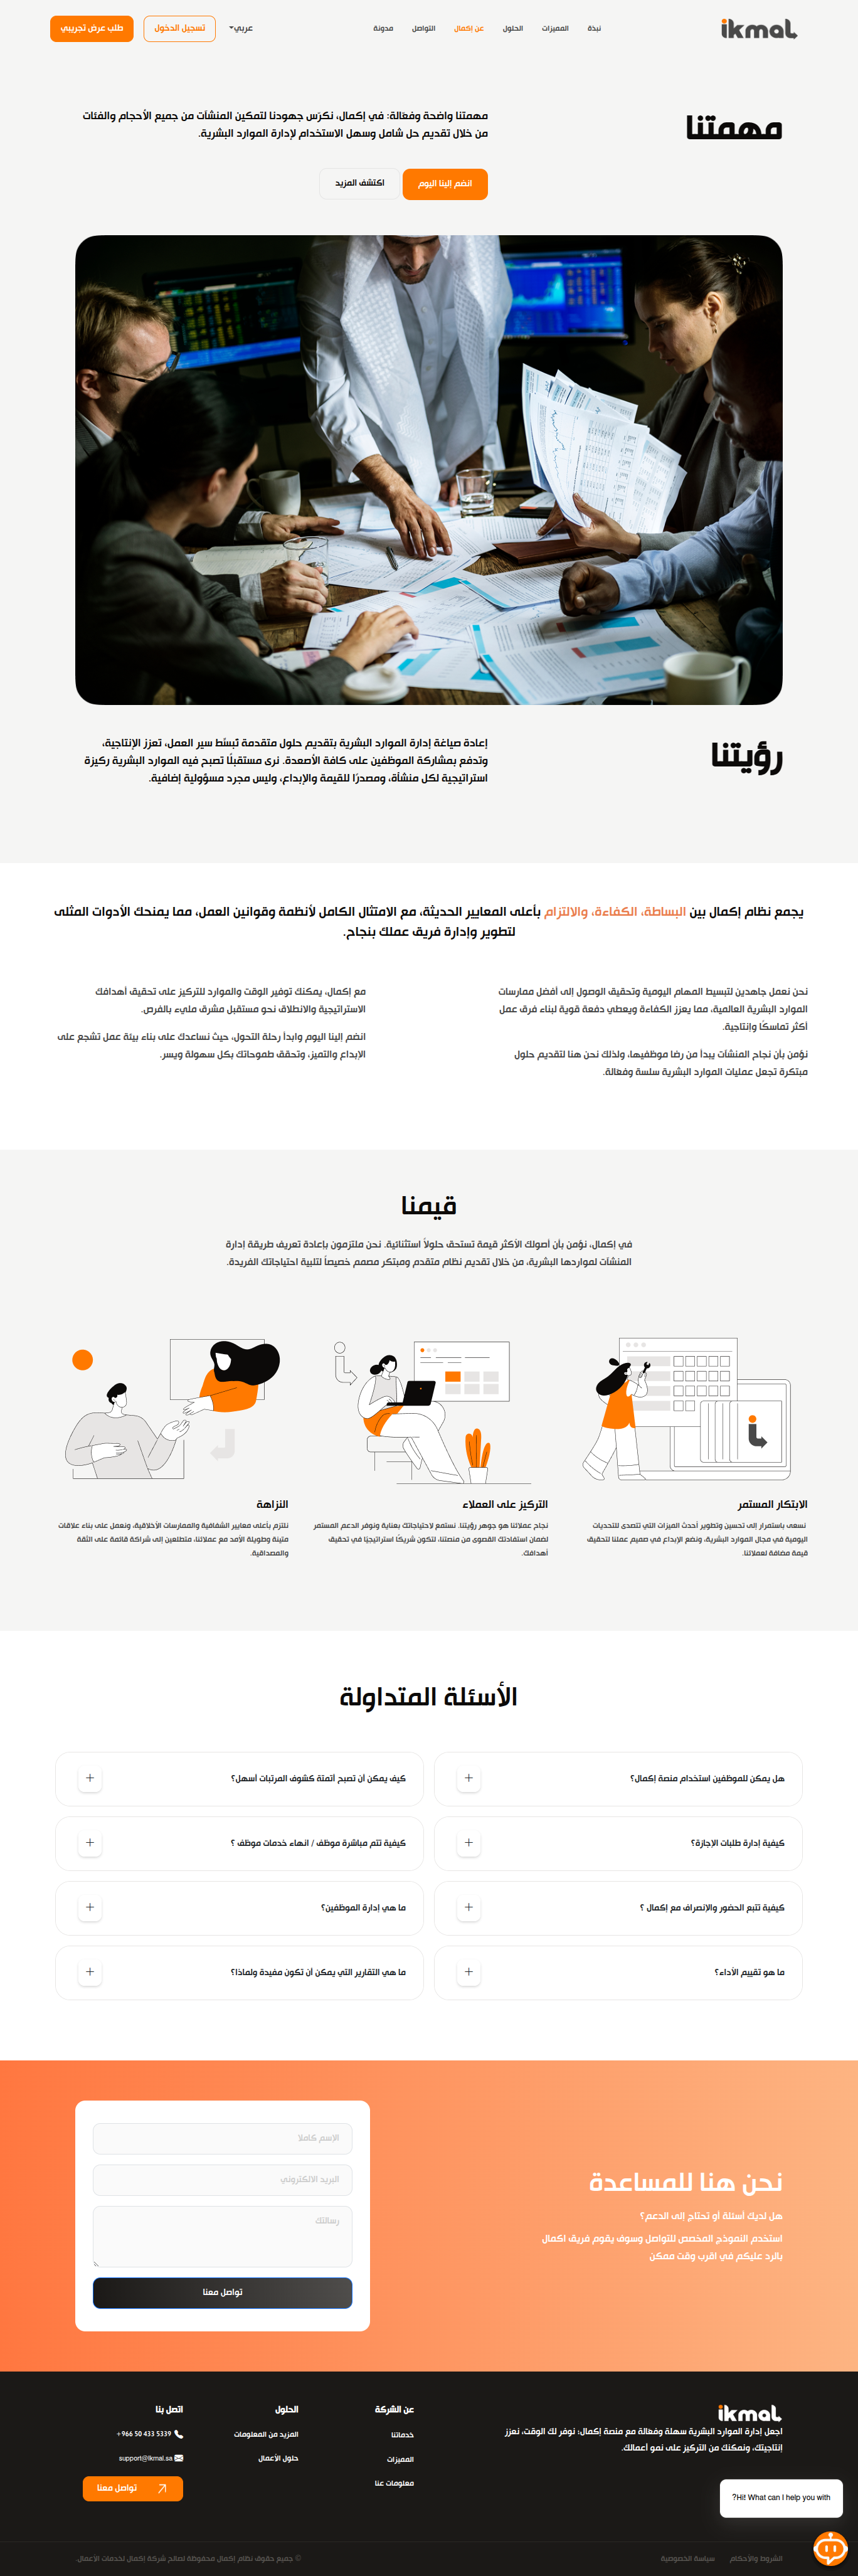 ikmal
نبذة
المميزات
الحلول
عن إكمال
التواصل
مدونة
عربي
تسجيل الدخول
طلب عرض تجريبي
مهمتنا
مهمتنا واضحة وفعّالة: في إكمال، نكرّس جهودنا لتمكين المنشآت من جميع الأحجام والفئات
من خلال تقديم حل شامل وسهل الاستخدام لإدارة الموارد البشرية.
انضم إلينا اليوم
اكتشف المزيد
رؤيتنا
إعادة صياغة إدارة الموارد البشرية بتقديم حلول متقدمة تُبسّط سير العمل، تعزز الإنتاجية،
وتدفع بمشاركة الموظفين على كافة الأصعدة. نرى مستقبلًا تصبح فيه الموارد البشرية ركيزة
استراتيجية لكل منشأة، ومصدرًا للقيمة والإبداع، وليس مجرد مسؤولية إضافية.
يجمع نظام إكمال بين البساطة، الكفاءة، والالتزام بأعلى المعايير الحديثة، مع الامتثال الكامل لأنظمة وقوانين العمل، مما يمنحك الأدوات المثلى
لتطوير وإدارة فريق عملك بنجاح.
نحن نعمل جاهدين لتبسيط المهام اليومية وتحقيق الوصول إلى أفضل ممارسات
الموارد البشرية العالمية، مما يعزز الكفاءة ويعطي دفعة قوية لبناء فرق عمل
أكثر تماسكًا وإنتاجية.
نؤمن بأن نجاح المنشآت يبدأ من رضا موظفيها، ولذلك نحن هنا لتقديم حلول
مبتكرة تجعل عمليات الموارد البشرية سلسة وفعّالة.
مع إكمال، يمكنك توفير الوقت والموارد للتركيز على تحقيق أهدافك
الاستراتيجية والانطلاق نحو مستقبل مشرق مليء بالفرص.
انضم إلينا اليوم وابدأ رحلة التحول، حيث نساعدك على بناء بيئة عمل تشجع على
الإبداع والتميز، وتحقق طموحاتك بكل سهولة ويسر.
قيمنا
في إكمال، نؤمن بأن أصولك الأكثر قيمة تستحق حلولاً استثنائية. نحن ملتزمون بإعادة تعريف طريقة إدارة
المنشآت لمواردها البشرية، من خلال تقديم نظام متقدم ومبتكر مصمم خصيصاً لتلبية احتياجاتك الفريدة.
الابتكار المستمر
نسعى باستمرار إلى تحسين وتطوير أحدث الميزات التي تتصدى للتحديات
اليومية في مجال الموارد البشرية، ونضع الإبداع في صميم عملنا لتحقيق
قيمة مضافة لعملائنا.
التركيز على العملاء
نجاح عملائنا هو جوهر رؤيتنا. نستمع لاحتياجاتك بعناية ونوفر الدعم المستمر
لضمان استفادتك القصوى من منصتنا، لتكون شريكًا استراتيجيًا في تحقيق
أهدافك.
النزاهة
نلتزم بأعلى معايير الشفافية والممارسات الأخلاقية، ونعمل على بناء علاقات
متينة وطويلة الأمد مع عملائنا، متطلعين إلى شراكة قائمة على الثقة
والمصداقية.
الأسئلة المتداولة
هل يمكن للموظفين استخدام منصة إكمال؟
كيف يمكن أن تصبح أتمتة كشوف المرتبات أسهل؟
كيفية إدارة طلبات الإجازة؟
كيفية تتم مباشرة موظف / انهاء خدمات موظف ؟
كيفية تتبع الحضور والإنصراف مع إكمال ؟
ما هي إدارة الموظفين؟
ما هو تقييم الأداء؟
ما هي التقارير التي يمكن أن تكون مفيدة ولماذا؟
نحن هنا للمساعدة
هل لديك أسئلة أو تحتاج إلى الدعم؟
استخدم النموذج المخصص للتواصل وسوف يقوم فريق اكمال
بالرد عليكم في اقرب وقت ممكن
الإسم كاملا
البريد الالكتروني
رسالتك
تواصل معنا
ikmal
اجعل إدارة الموارد البشرية سهلة وفعّالة مع منصة إكمال: نوفر لك الوقت، نعزز
إنتاجيتك، ونمكنك من التركيز على نمو أعمالك.
عن الشركة
خدماتنا
المميزات
معلومات عنا
الحلول
المزيد من المعلومات
حلول الأعمال
اتصل بنا
+966 50 433 5339
support@ikmal.sa
تواصل معنا
?Hi! What can I help you with
الشروط والأحكام
سياسة الخصوصية
© جميع حقوق نظام إكمال محفوظة لصالح شركة إكمال لخدمات الأعمال.